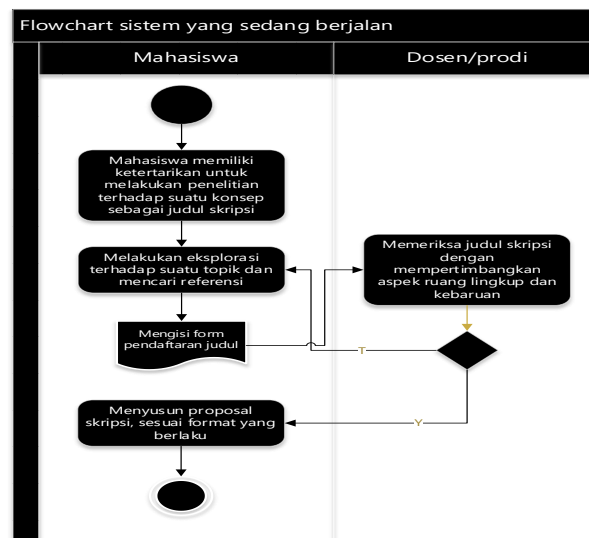 Flowchart sistem yang sedang berjalan
Mahasiswa
Dosen/prodi
Mahasiswa memiliki
ketertarikan untuk
melakukan penelitian
terhadap suatu konsep
sebagai judul skripsi
Melakukan eksplorasi
terhadap suatu topik dan
mencari referensi
Memeriksa judul skripsi
dengan
mempertimbangkan
aspek ruang lingkup dan
kebaruan
Mengisi form
pendaftaran judul
T
Menyusun proposal
skripsi, sesuai format yang
berlaku
Y